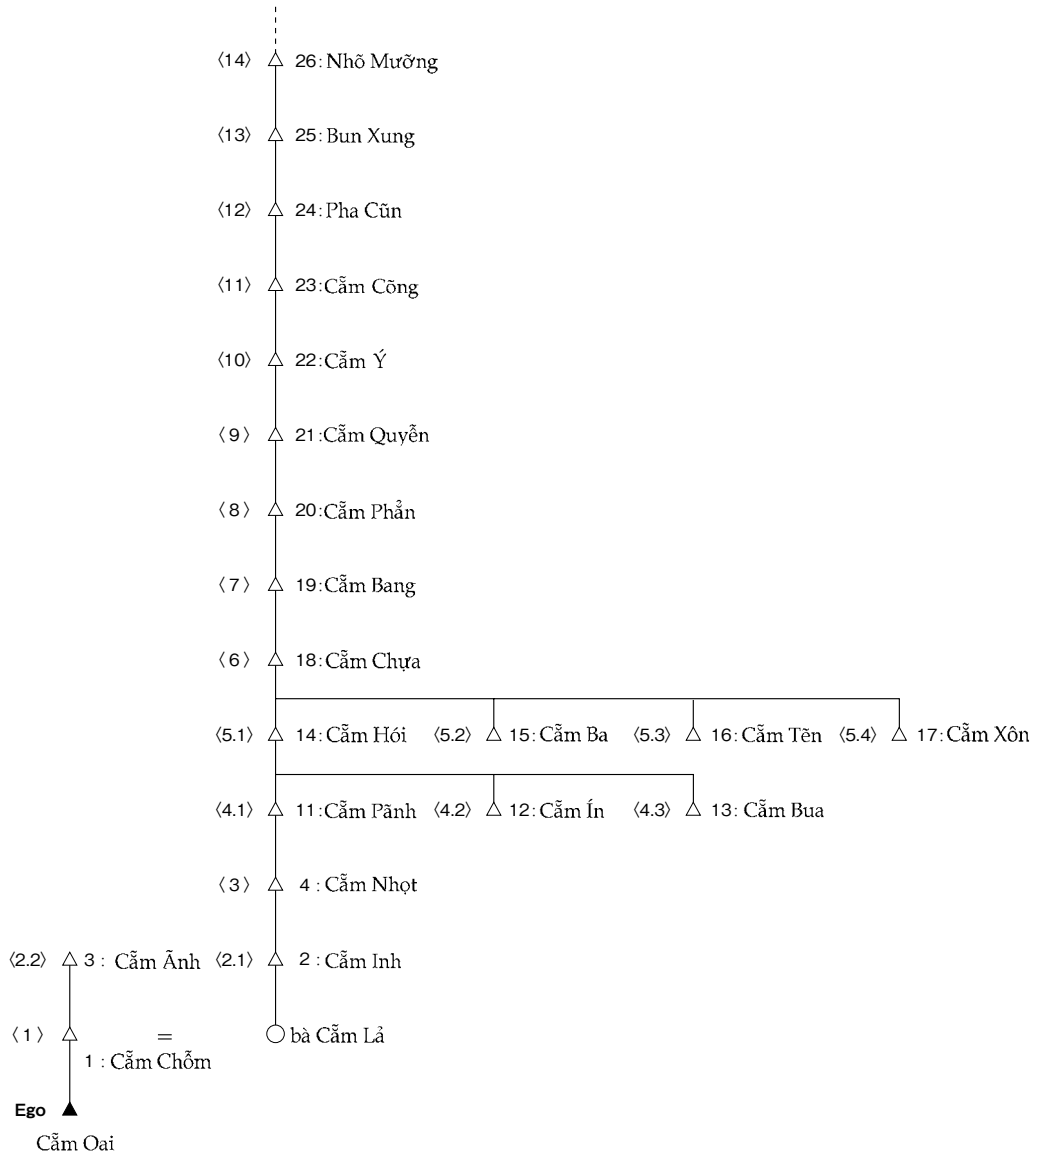 〈14〉 26: Nhõ Mưỡng
〈13〉 25: Bun Xung
〈12〉 24: Pha Cũn
〈11〉 23: Cẵm Cõng
〈10〉 22: Cẵm Ý
〈9〉 21: Cẵm Quyễn
〈8〉 20: Cẵm Phẳn
〈7〉 19: Cẵm Bang
〈6〉 18: Cẵm Chựa
〈5.1〉 14: Cẵm Hói 〈5.2〉 15: Cẵm Ba 〈5.3〉 16: Cẵm Tẽn 〈5.4〉 17: Cẵm Xôn
〈4.1〉 11: Cẵm Pãnh 〈4.2〉 12: Cẵm Ín 〈4.3〉 13: Cẵm Bua
〈3〉 4 : Cẵm Nhọt
〈2.2〉 3 : Cẵm Ãnh 〈2.1〉 2 : Cẵm Inh
〈1〉 = bà Cẵm Lả
1 : Cẵm Chỗm
Ego
Cẵm Oai